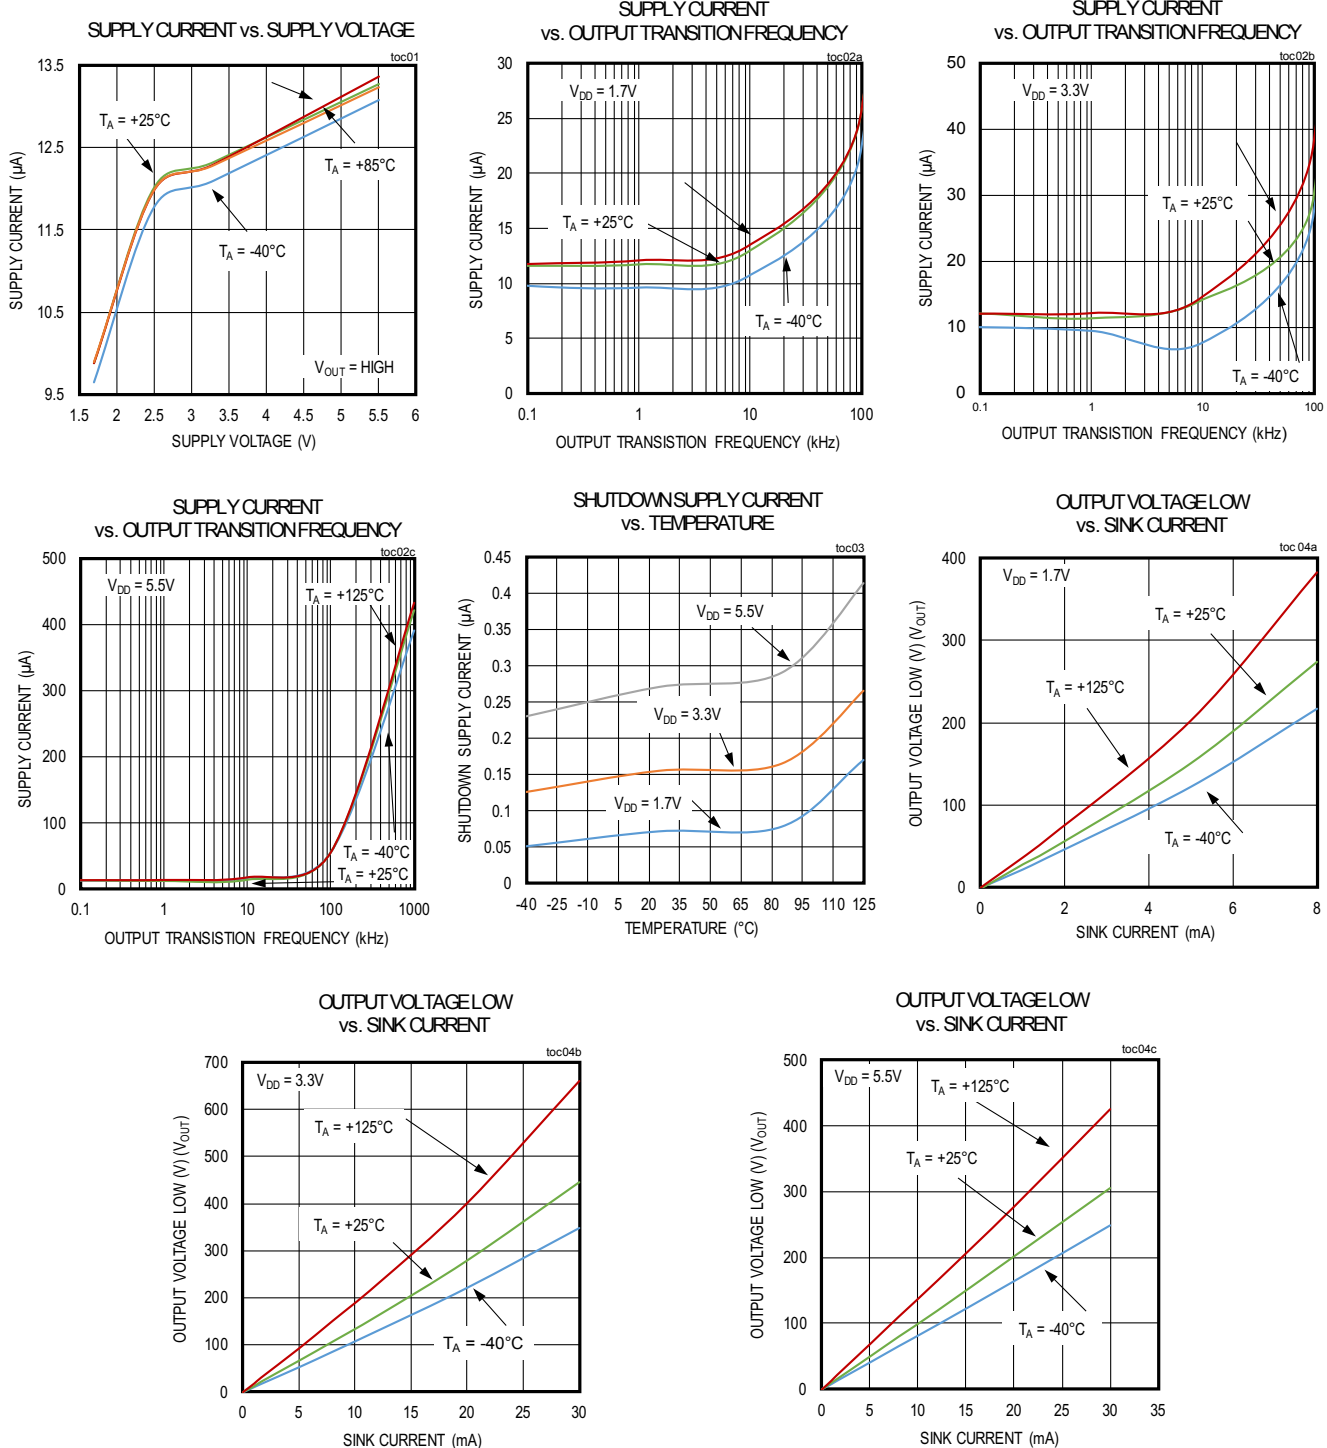 SUPPLY CURRENT vs. SUPPLY VOLTAGE
toc01
13.5
12.5
11.5
10.5
9.5
SUPPLY CURRENT (µA)
TA = +25°C
TA = +85°C
TA = -40°C
VOUT = HIGH
1.5 2 2.5 3 3.5 4 4.5 5 5.5 6
SUPPLY VOLTAGE (V)
SUPPLY CURRENT
vs. OUTPUT TRANSITION FREQUENCY
toc02a
30
25
20
15
10
5
0
SUPPLY CURRENT (µA)
VDD = 1.7V
TA = +25°C
TA = -40°C
0.1 1 10 100
OUTPUT TRANSISTION FREQUENCY (kHz)
SUPPLY CURRENT
vs. OUTPUT TRANSITION FREQUENCY
toc02b
50
40
30
20
10
0
SUPPLY CURRENT (µA)
VDD = 3.3V
TA = +25°C
TA = -40°C
0.1 1 10 100
OUTPUT TRANSISTION FREQUENCY (kHz)
SUPPLY CURRENT
vs. OUTPUT TRANSITION FREQUENCY
toc02c
500
400
300
200
100
0
SUPPLY CURRENT (µA)
VDD = 5.5V
TA = +125°C
TA = -40°C
TA = +25°C
0.1 1 10 100 1000
OUTPUT TRANSISTION FREQUENCY (kHz)
SHUTDOWN SUPPLY CURRENT
vs. TEMPERATURE
toc03
0.45
0.4
0.35
0.3
0.25
0.2
0.15
0.1
0.05
0
SHUTDOWN SUPPLY CURRENT (µA)
VDD = 5.5V
VDD = 3.3V
VDD = 1.7V
-40 -25 -10 5 20 35 50 65 80 95 110 125
TEMPERATURE (°C)
OUTPUT VOLTAGE LOW
vs. SINK CURRENT
toc04a
400
300
200
100
0
OUTPUT VOLTAGE LOW (V) (VOUT)
VDD = 1.7V
TA = +25°C
TA = +125°C
TA = -40°C
0 2 4 6 8
SINK CURRENT (mA)
OUTPUT VOLTAGE LOW
vs. SINK CURRENT
toc04b
700
600
500
400
300
200
100
0
OUTPUT VOLTAGE LOW (V) (VOUT)
VDD = 3.3V
TA = +125°C
TA = +25°C
TA = -40°C
0 5 10 15 20 25 30
SINK CURRENT (mA)
OUTPUT VOLTAGE LOW
vs. SINK CURRENT
toc04c
500
400
300
200
100
0
OUTPUT VOLTAGE LOW (V) (VOUT)
VDD = 5.5V
TA = +125°C
TA = +25°C
TA = -40°C
0 5 10 15 20 25 30 35
SINK CURRENT (mA)